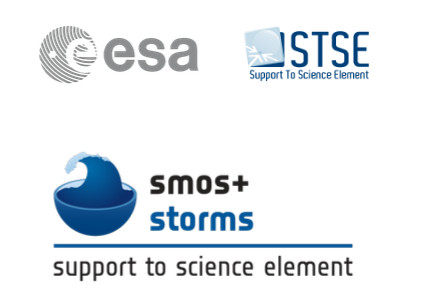 esa
STSE
Support To Science Element
smos+
storms
support to science element